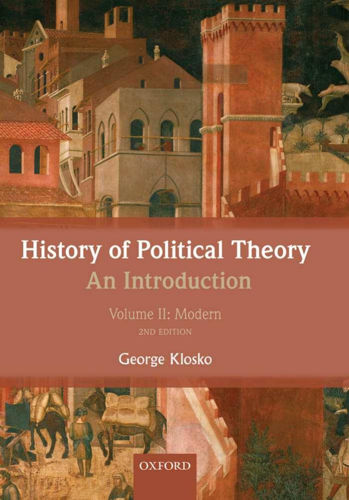 History of Political Theory
An Introduction
Volume II: Modern
2ND EDITION
George Klosko
OXFORD